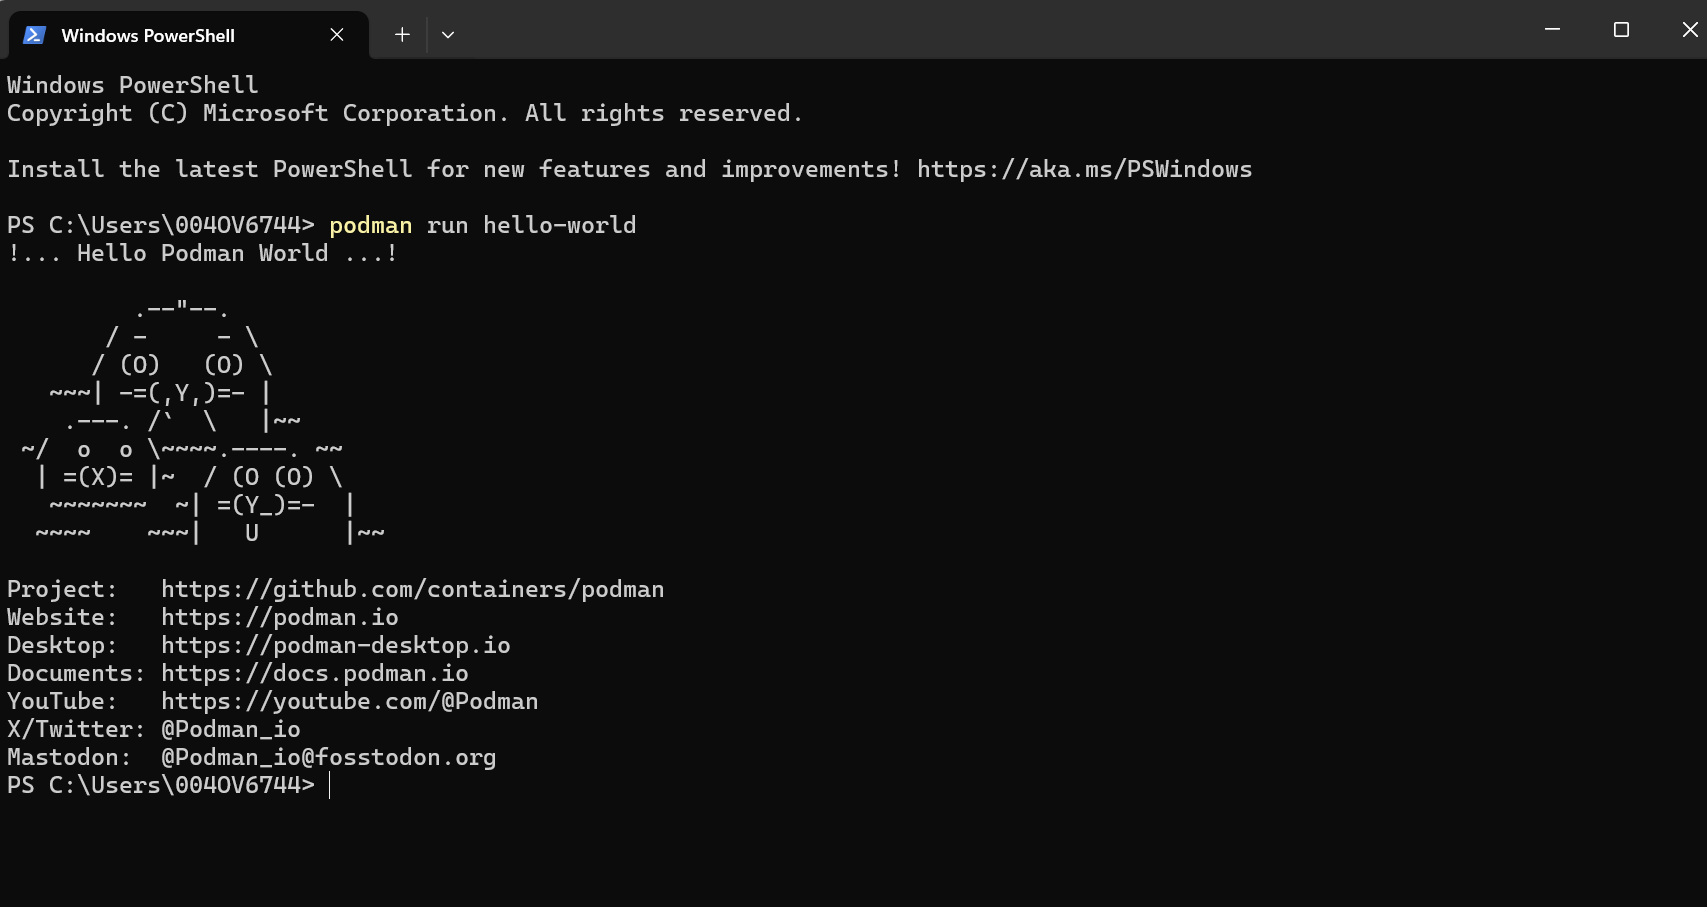 Windows PowerShell
Windows PowerShell
Copyright (C) Microsoft Corporation. All rights reserved.

Install the latest PowerShell for new features and improvements! https://aka.ms/PSWindows

PS C:\Users\004OV6744> podman run hello-world
!... Hello Podman World ...!

         .--"--.
       / -     - \
      / (O)   (O) \
   ~~~| -=(,Y,)=- |
    .---. /`  \   |~~
 ~/  o  o \~~~~.----. ~~
  | =(X)= |~  / (O (O) \
   ~~~~~~~  ~| =(Y_)=-  |
  ~~~~    ~~~|   U      |~~

Project:   https://github.com/containers/podman
Website:   https://podman.io
Desktop:   https://podman-desktop.io
Documents: https://docs.podman.io
YouTube:   https://youtube.com/@Podman
X/Twitter: @Podman_io
Mastodon:  @Podman_io@fosstodon.org
PS C:\Users\004OV6744>